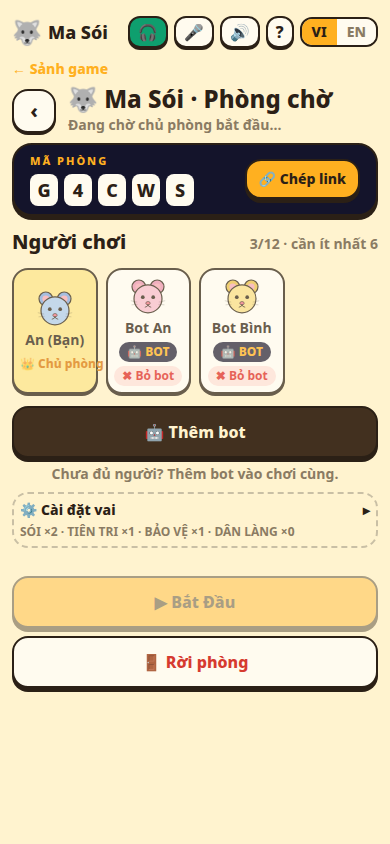 🐺 Ma Sói 🎧 🎤 🔊 ? VI EN
← Sảnh game
‹ 🐺 Ma Sói · Phòng chờ
Đang chờ chủ phòng bắt đầu...
MÃ PHÒNG
G 4 C W S
🔗 Chép link
Người chơi 3/12 · cần ít nhất 6
An (Bạn)
👑 Chủ phòng
Bot An
🤖 BOT
✖ Bỏ bot
Bot Bình
🤖 BOT
✖ Bỏ bot
🤖 Thêm bot
Chưa đủ người? Thêm bot vào chơi cùng.
⚙️ Cài đặt vai ▶
SÓI ×2 · TIÊN TRI ×1 · BẢO VỆ ×1 · DÂN LÀNG ×0
▶ Bắt Đầu
🚪 Rời phòng